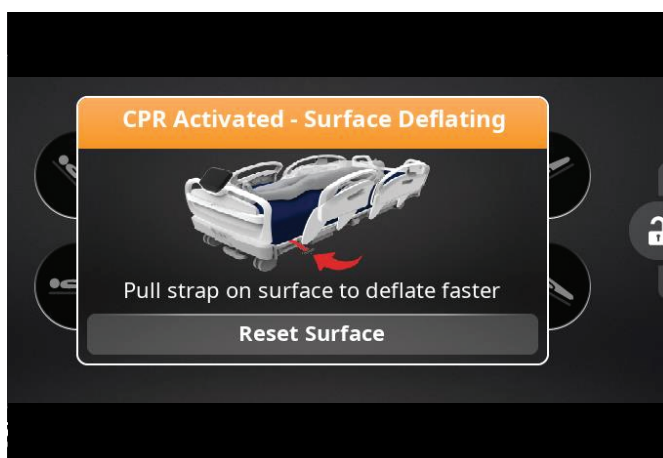 CPR Activated - Surface Deflating
Pull strap on surface to deflate faster
Reset Surface